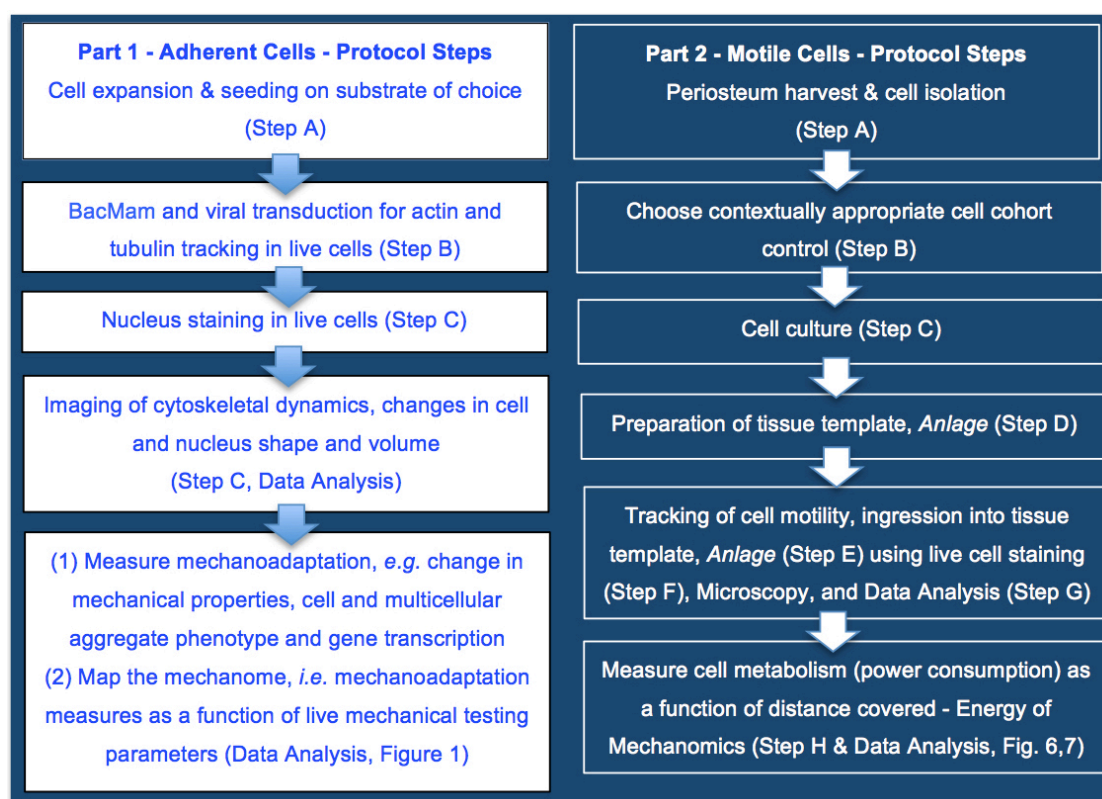 Part 1 - Adherent Cells - Protocol Steps
Cell expansion & seeding on substrate of choice
(Step A)
BacMam and viral transduction for actin and
tubulin tracking in live cells (Step B)
Nucleus staining in live cells (Step C)
Imaging of cytoskeletal dynamics, changes in cell
and nucleus shape and volume
(Step C, Data Analysis)
(1) Measure mechanoadaptation, e.g. change in
mechanical properties, cell and multicellular
aggregate phenotype and gene transcription
(2) Map the mechanome, i.e. mechanoadaptation
measures as a function of live mechanical testing
parameters (Data Analysis, Figure 1)
Part 2 - Motile Cells - Protocol Steps
Periosteum harvest & cell isolation
(Step A)
Choose contextually appropriate cell cohort
control (Step B)
Cell culture (Step C)
Preparation of tissue template, Anlage (Step D)
Tracking of cell motility, ingression into tissue
template, Anlage (Step E) using live cell staining
(Step F), Microscopy, and Data Analysis (Step G)
Measure cell metabolism (power consumption) as
a function of distance covered - Energy of
Mechanomics (Step H & Data Analysis, Fig. 6,7)